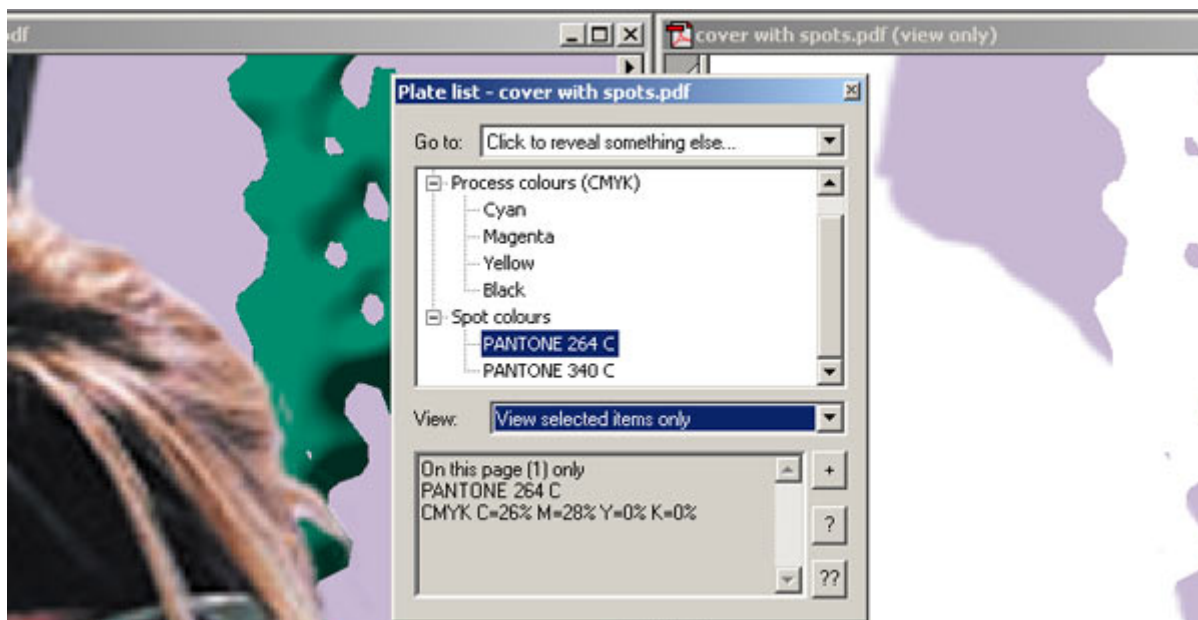 .pdf
cover with spots.pdf (view only)
Plate list - cover with spots.pdf
Go to: Click to reveal something else...
Process colours (CMYK)
Cyan
Magenta
Yellow
Black
Spot colours
PANTONE 264 C
PANTONE 340 C
View: View selected items only
On this page (1) only
PANTONE 264 C
CMYK C=26% M=28% Y=0% K=0%
+
?
??